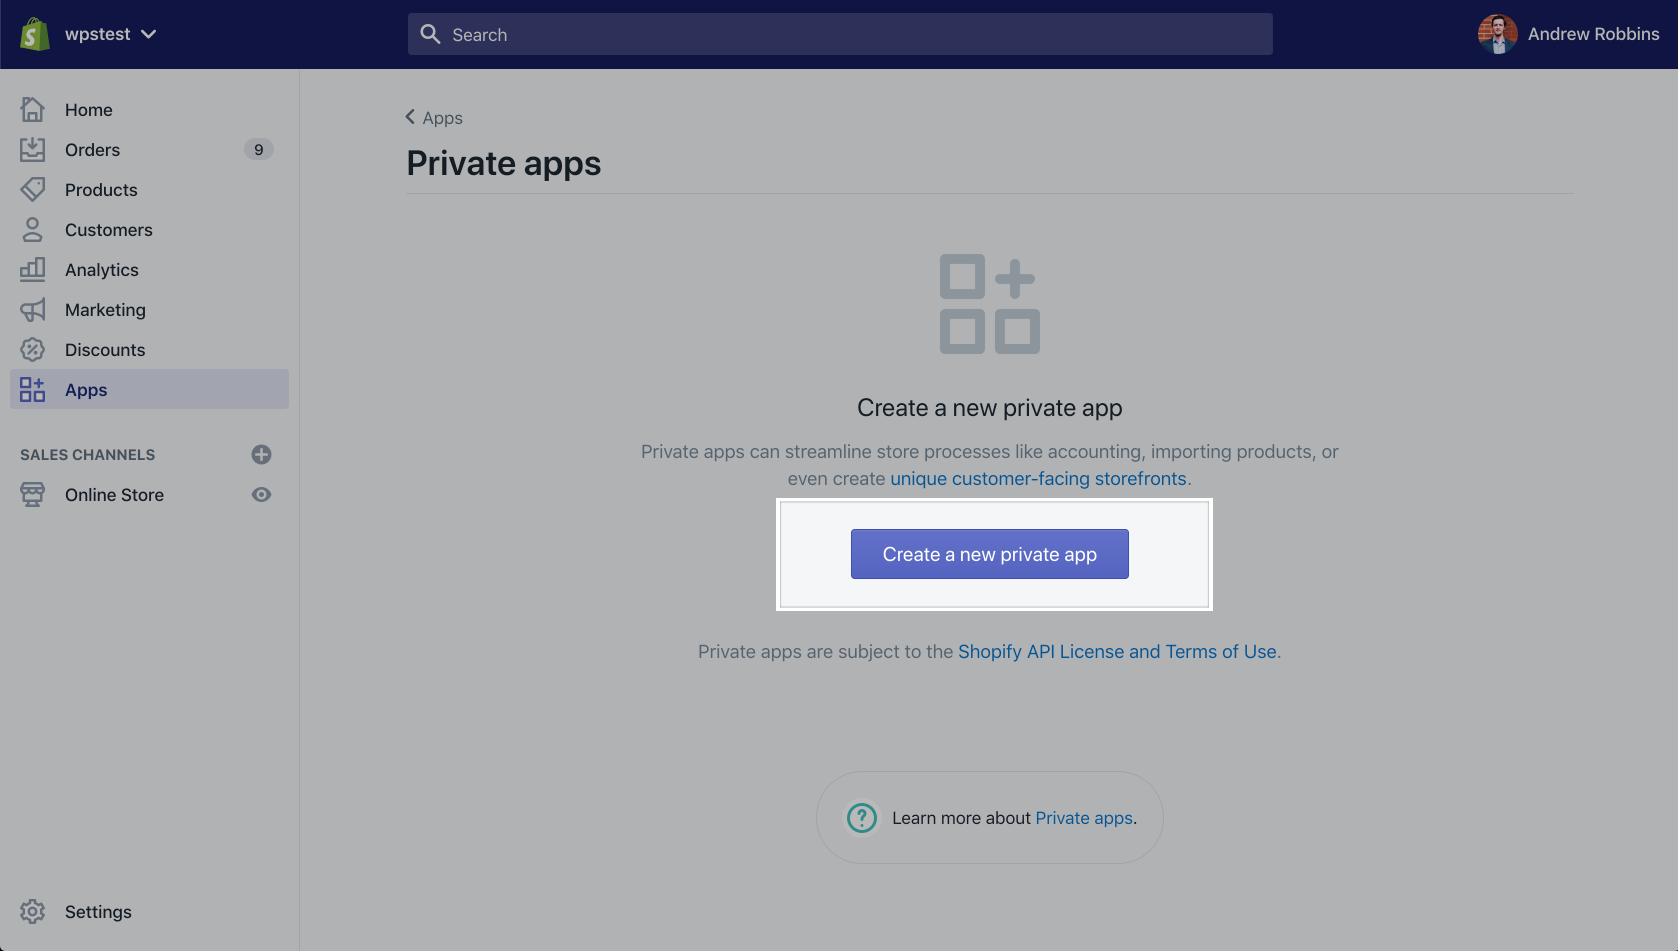 wpstest
Search
Andrew Robbins
Home
Orders
9
Products
Customers
Analytics
Marketing
Discounts
Apps
SALES CHANNELS
Online Store
Settings
Apps
Private apps
Create a new private app
Private apps can streamline store processes like accounting, importing products, or
even create unique customer-facing storefronts.
Create a new private app
Private apps are subject to the Shopify API License and Terms of Use.
Learn more about Private apps.